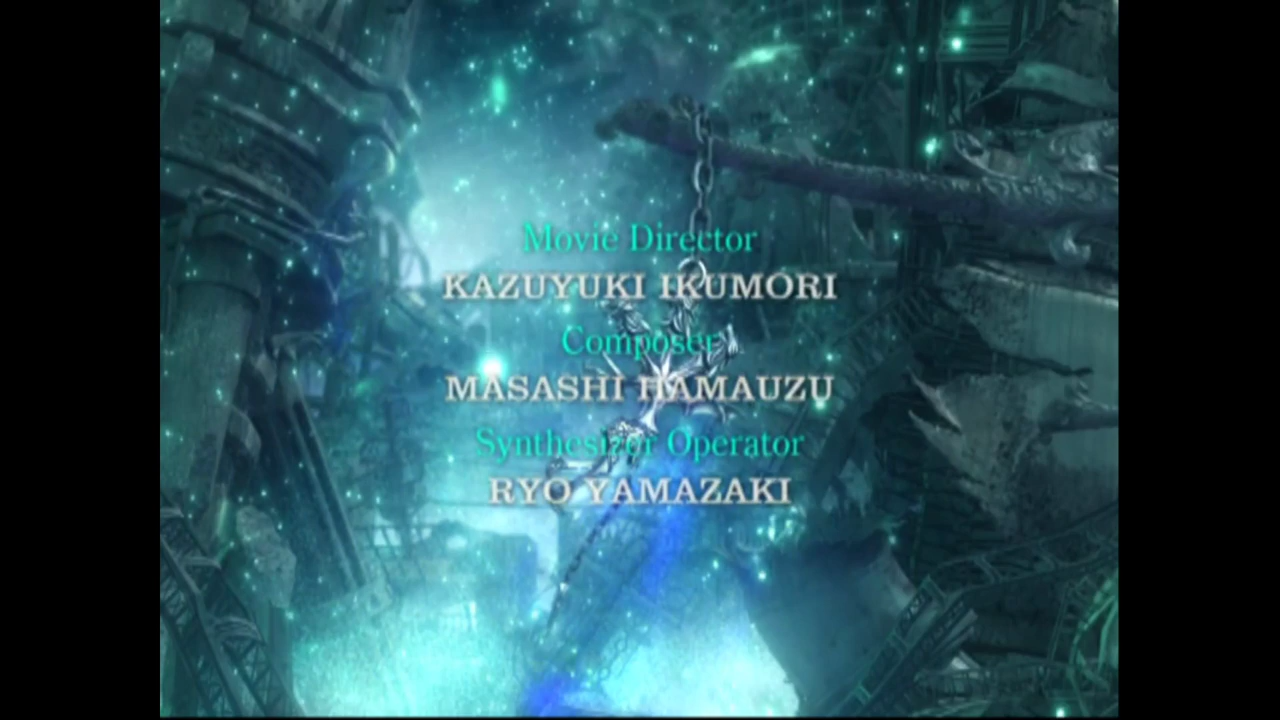 Movie Director
KAZUYUKI IKUMORI
Composer
MASASHI HAMAUZU
Synthesizer Operator
RYO YAMAZAKI